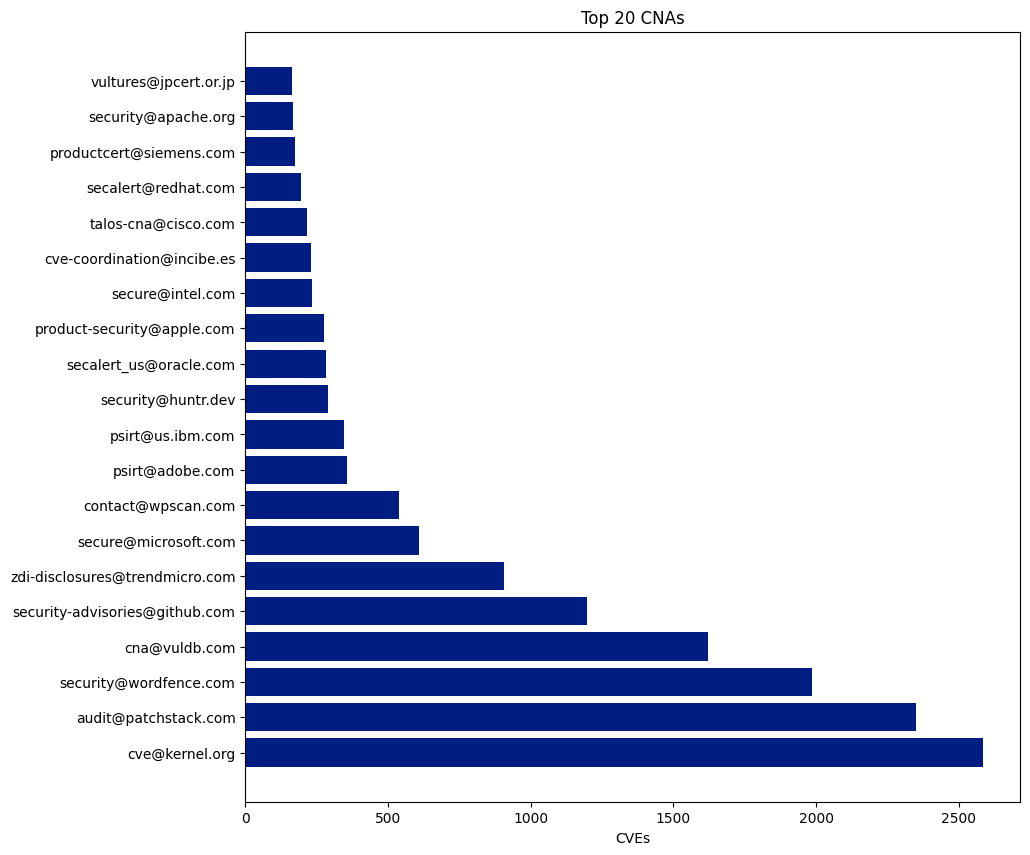 Top 20 CNAs
vultures@jpcert.or.jp
security@apache.org
productcert@siemens.com
secalert@redhat.com
talos-cna@cisco.com
cve-coordination@incibe.es
secure@intel.com
product-security@apple.com
secalert_us@oracle.com
security@huntr.dev
psirt@us.ibm.com
psirt@adobe.com
contact@wpscan.com
secure@microsoft.com
zdi-disclosures@trendmicro.com
security-advisories@github.com
cna@vuldb.com
security@wordfence.com
audit@patchstack.com
cve@kernel.org
0 500 1000 1500 2000 2500
CVEs